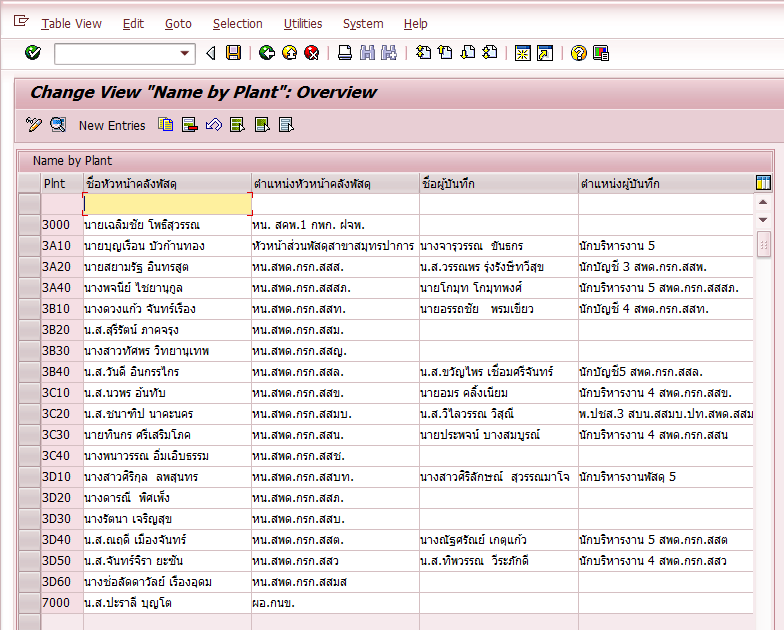 Table View Edit Goto Selection Utilities System Help
Change View "Name by Plant": Overview
New Entries
Name by Plant
Plnt ชื่อหัวหน้าคลังพัสดุ ตำแหน่งหัวหน้าคลังพัสดุ ชื่อผู้บันทึก ตำแหน่งผู้บันทึก
3000 นายเฉลิมชัย โพธิสุวรรณ หน. สคพ.1 กพก. ฝจพ.
3A10 นายบุญเรือน บัวก้านทอง หัวหน้าส่วนพัสดุสาขาสมุทรปาการ นางจารุวรรณ ขันธกร นักบริหารงาน 5
3A20 นายสยามรัฐ อินทรสูต หน.สพด.กรก.สสส. น.ส.วรรณพร รุ่งรังษีทวีสุข นักบัญชี 3 สพด.กรก.สสพ.
3A40 นางพจนีย์ ไชยานุกูล หน.สพด.กรก.สสสภ. นายโกมุท โกมุทพงศ์ นักบริหารงาน 5 สพด.กรก.สสสภ.
3B10 นางดวงแก้ว จันทร์เรือง หน.สพด.กรก.สสท. นายอรรถชัย พรมเขียว นักบัญชี 4 สพด.กรก.สสท.
3B20 น.ส.สุรีรัตน์ ภาคจรุง หน.สพด.กรก.สสม.
3B30 นางสาวทัศพร วิทยานุเทพ หน.สพด.กรก.สสญ.
3B40 น.ส.วันดี อินกรรไกร หน.สพด.กรก.สสล. น.ส.ขวัญไพร เชื่อมศรีจันทร์ นักบัญชี5 สพด.กรก.สสล.
3C10 น.ส.นวพร อันทับ หน.สพด.กรก.สสข. นายอมร คลิ้งเนียม นักบริหารงาน 4 สพด.กรก.สสข.
3C20 น.ส.ชนาทิป นาคะนคร หน.สพด.กรก.สสมบ. น.ส.วิไลวรรณ วิสุณี พ.ปชส.3 สบน.สสมบ.ปท.สพด.สสม
3C30 นายทินกร ศรีเสริมโภค หน.สพด.กรก.สสน. นายประพจน์ บางสมบูรณ์ นักบริหารงาน 4 สพด.กรก.สสน
3C40 นางพนาวรรณ อิ่มเอิบธรรม หน.สพด.กรก.สสช.
3D10 นางสาวศิริกุล ลพสุนทร หน.สพด.กรก.สสบท. นางสาวศิริลักษณ์ สุวรรณมาโจ นักบริหารงานพัสดุ 5
3D20 นางดารณี พิศเพ็ง หน.สพด.กรก.สสภ.
3D30 นางรัตนา เจริญสุข หน.สพด.กรก.สสบ.
3D40 น.ส.ณฤดี เมืองจันทร์ หน.สพด.กรก.สสต. นางณัฐศรัณย์ เกตุแก้ว นักบริหารงาน 5 สพด.กรก.สสต
3D50 น.ส.จันทร์จิรา ยะขัน หน.สพด.กรก.สสว น.ส.ทิพวรรณ วีระภักดี นักบริหารงาน 4 สพด.กรก.สสว
3D60 นางช่อลัดดาวัลย์ เรืองอุดม หน.สพด.กรก.สสมส
7000 น.ส.ปะราลี บุญโต ผอ.กนข.